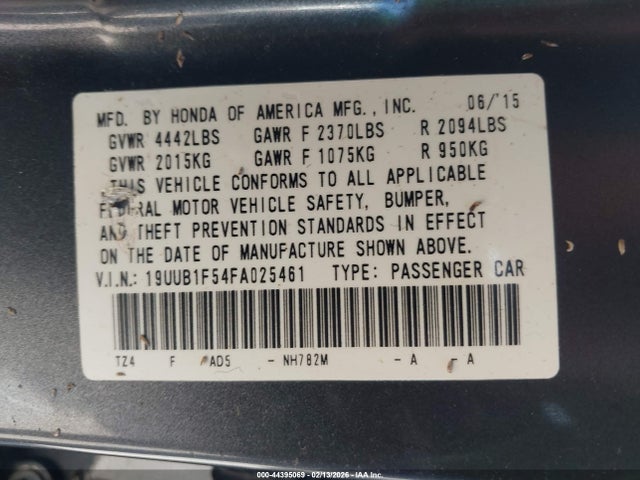 MFD. BY HONDA OF AMERICA MFG., INC. 06/'15
GVWR 4442LBS GAWR F 2370LBS R 2094LBS
GVWR 2015KG GAWR F 1075KG R 950KG
THIS VEHICLE CONFORMS TO ALL APPLICABLE
FEDERAL MOTOR VEHICLE SAFETY, BUMPER,
AND THEFT PREVENTION STANDARDS IN EFFECT
ON THE DATE OF MANUFACTURE SHOWN ABOVE.
V.I.N.: 19UUB1F54FA025461 TYPE: PASSENGER CAR
TZ4 F AD5 - NH782M - A - A
00-44395069 - 02/13/2026 - IAA Inc.